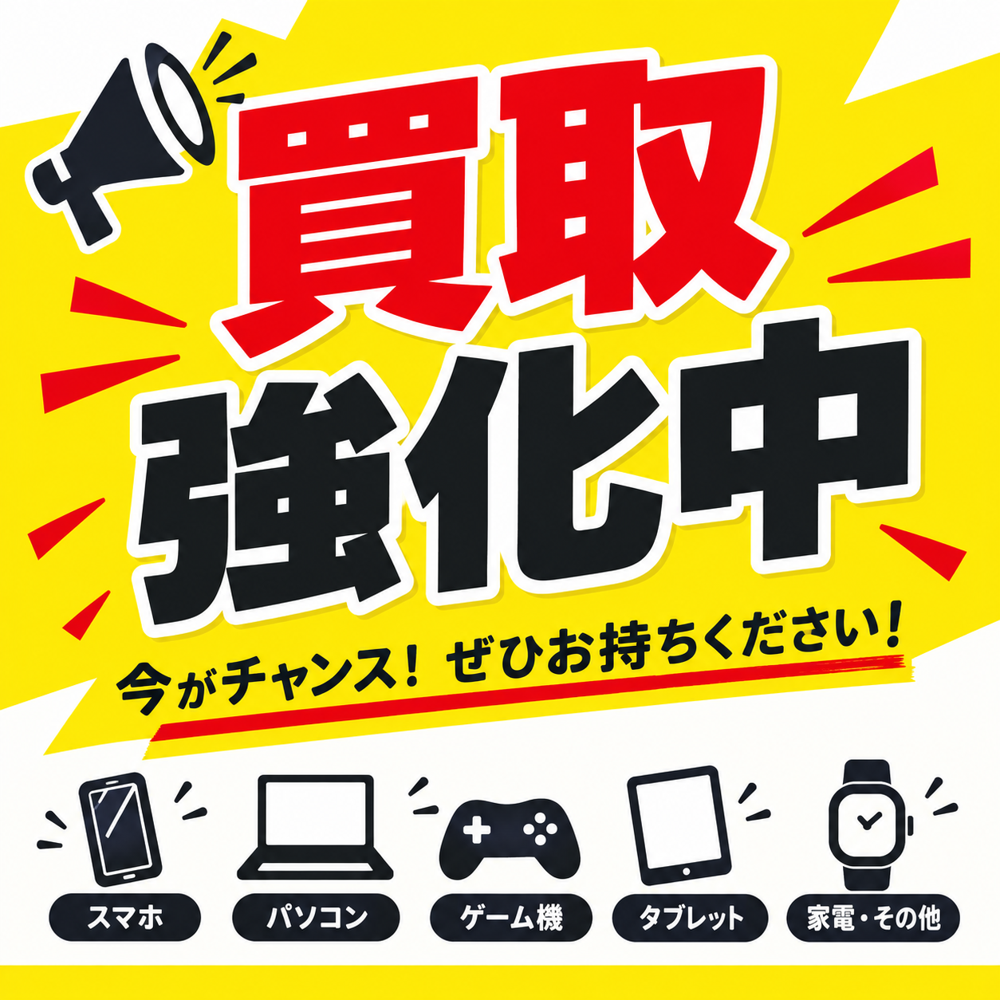 買取
強化中
今がチャンス！ ぜひお持ちください！
スマホ
パソコン
ゲーム機
タブレット
家電・その他